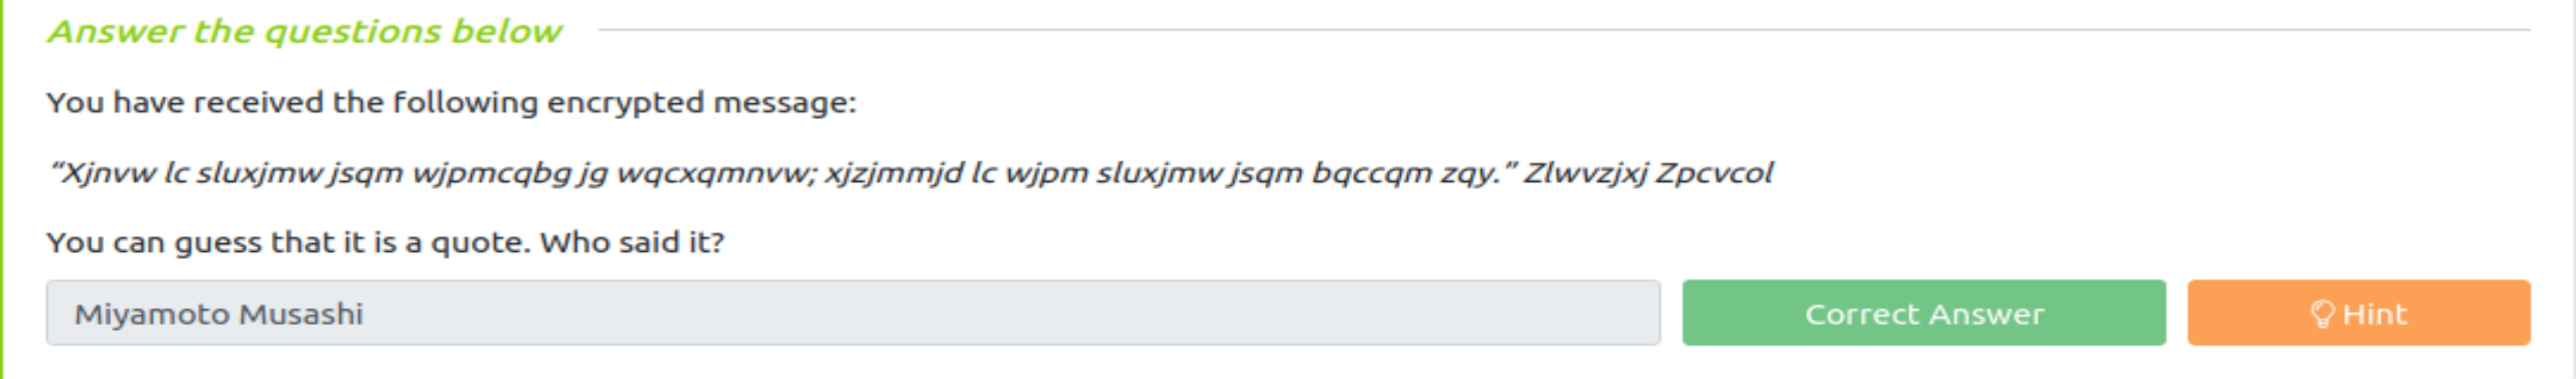 Answer the questions below
You have received the following encrypted message:
“Xjnvw lc sluxjmw jsqm wjpmcqbg jg wqcxqmnvw; xjzjmmjd lc wjpm sluxjmw jsqm bqccqm zqy.” Zlwvzjxj Zpcvcol
You can guess that it is a quote. Who said it?
Miyamoto Musashi
Correct Answer
Hint